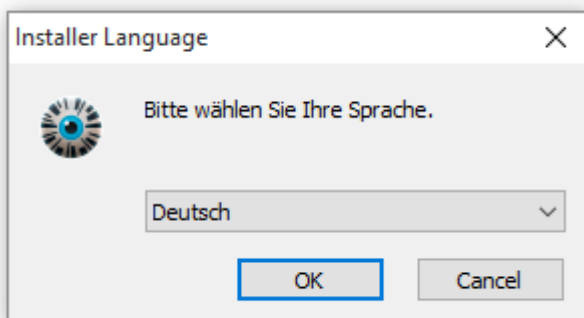 Installer Language
Bitte wählen Sie Ihre Sprache.
Deutsch
OK
Cancel